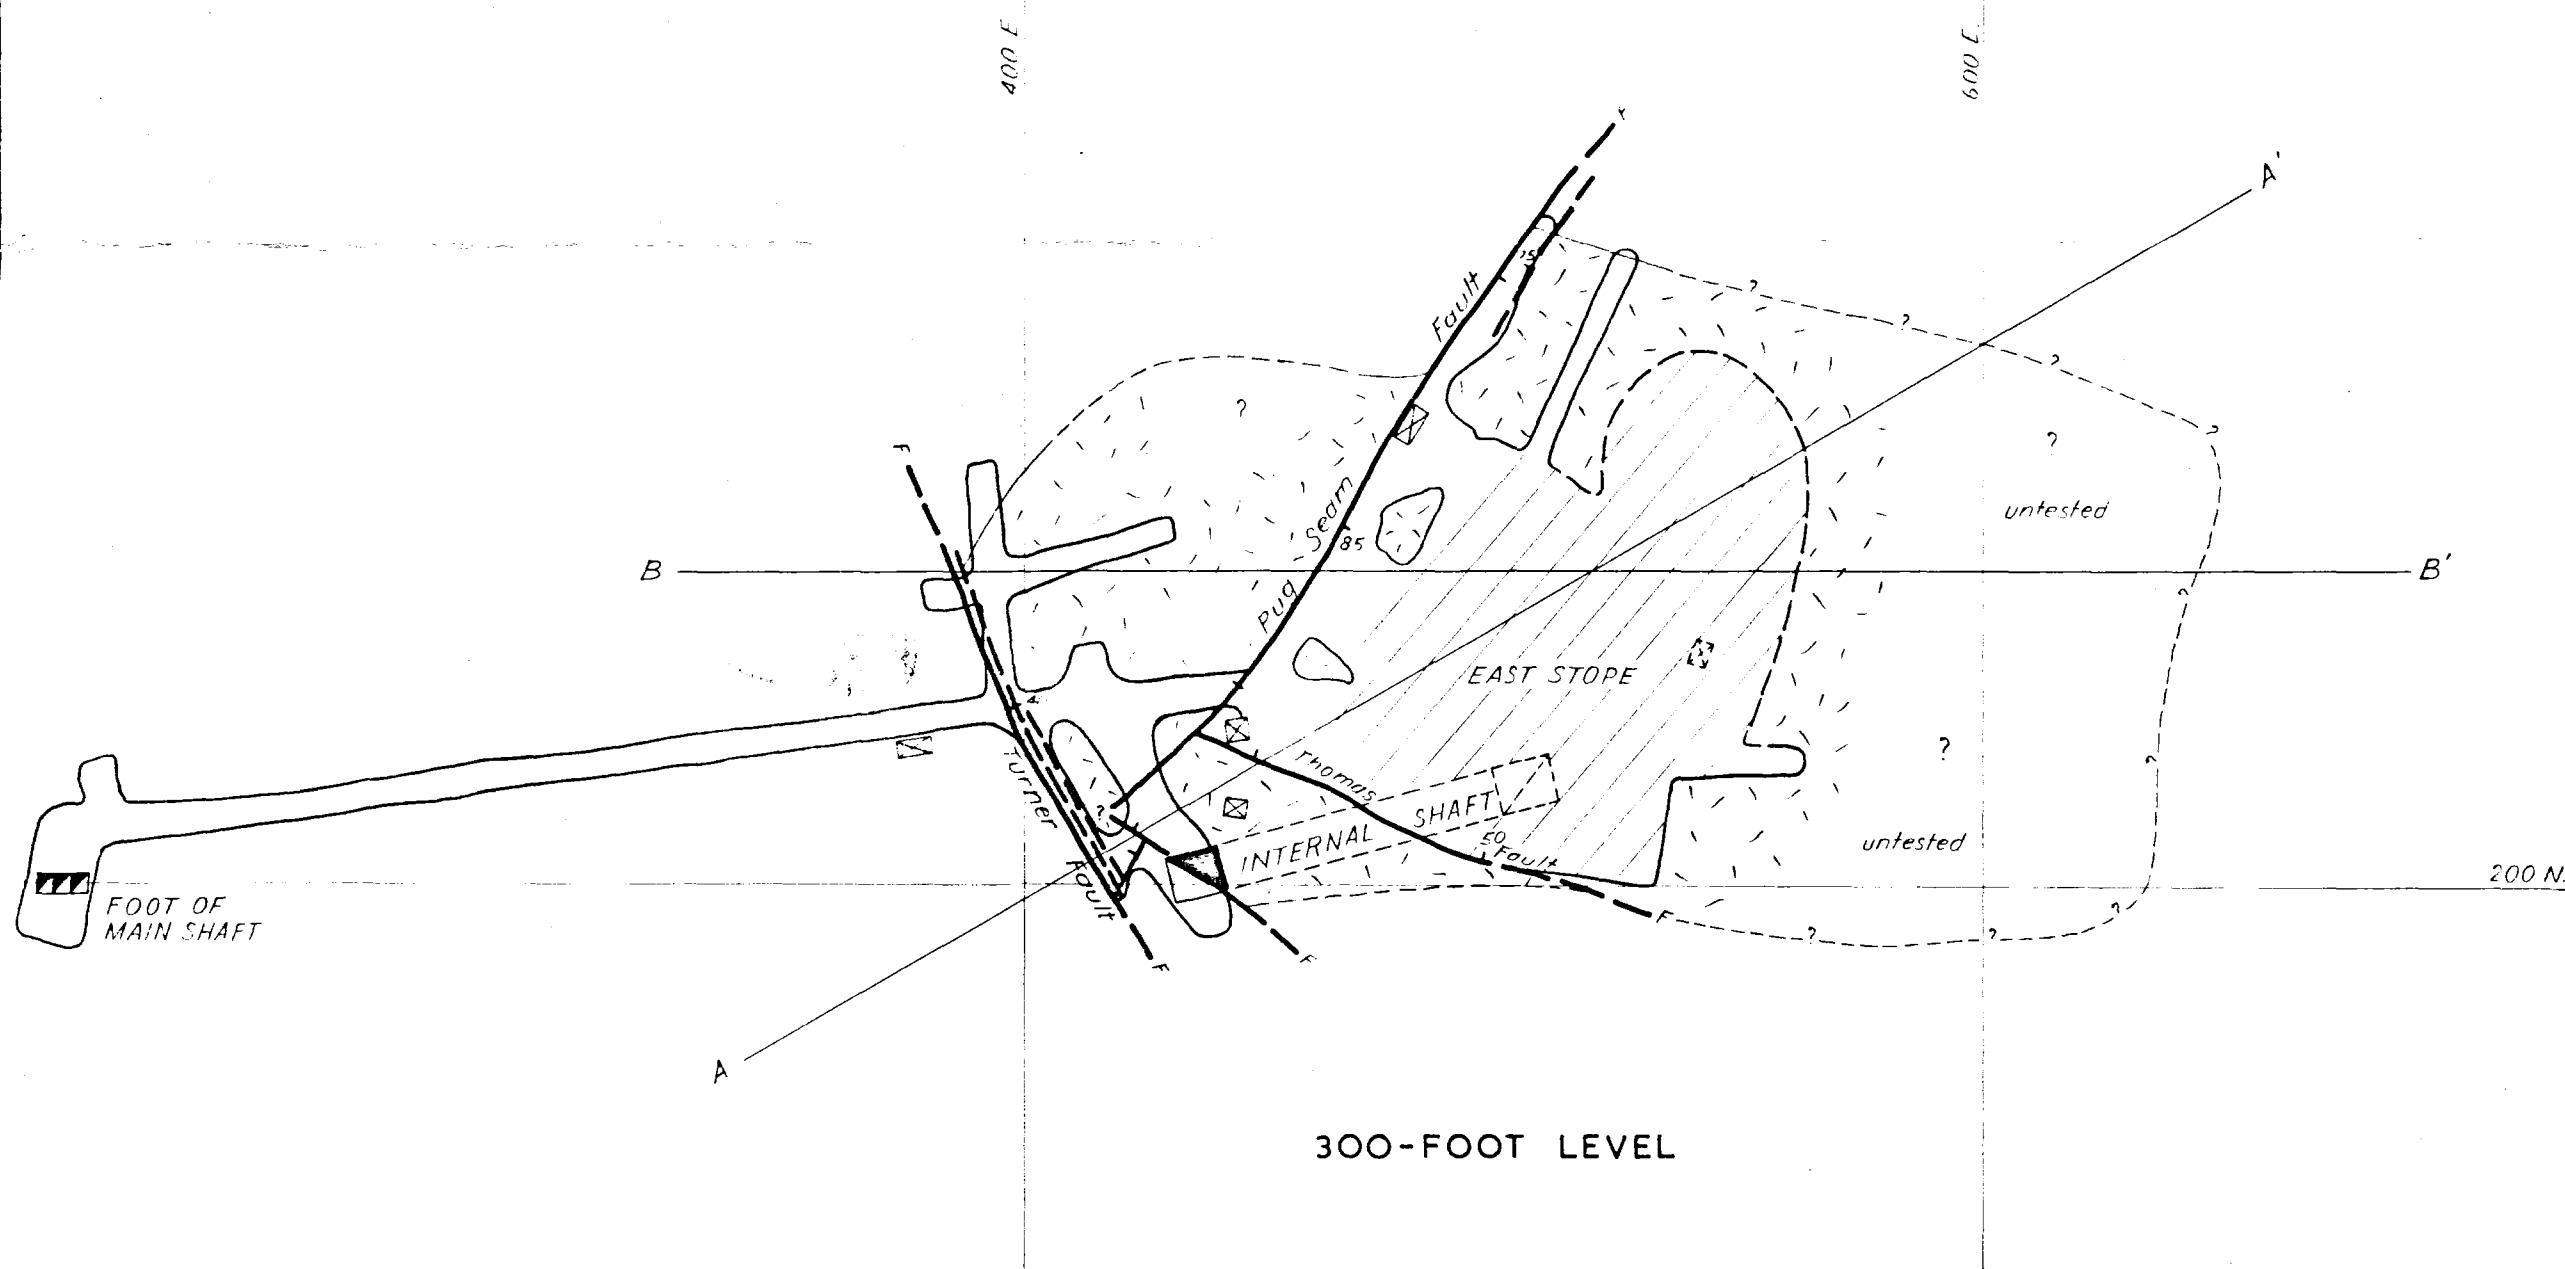 400 E
600 E
A'
Fault
75
?
?
?
?
?
?
F
Seam
85
untested
B
B'
Pug
?
EAST STOPE
Turner
Thomas
?
?
INTERNAL SHAFT
50
Fault
untested
200 N.
FOOT OF
MAIN SHAFT
Fault
F
?
?
?
F
F
A
300-FOOT LEVEL